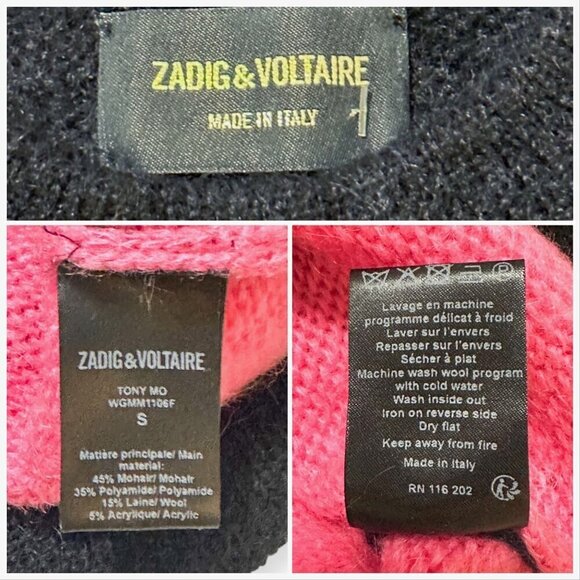 ZADIG&VOLTAIRE
MADE IN ITALY
ZADIG&VOLTAIRE
TONY MO
WGMM1106F
S
Matière principale/ Main
material:
45% Mohair/ Mohair
35% Polyamide/ Polyamide
15% Laine/ Wool
5% Acrylique/ Acrylic
Lavage en machine
programme délicat à froid
Laver sur l'envers
Repasser sur l'envers
Sécher à plat
Machine wash wool program
with cold water
Wash inside out
Iron on reverse side
Dry flat
Keep away from fire
Made in Italy
RN 116 202